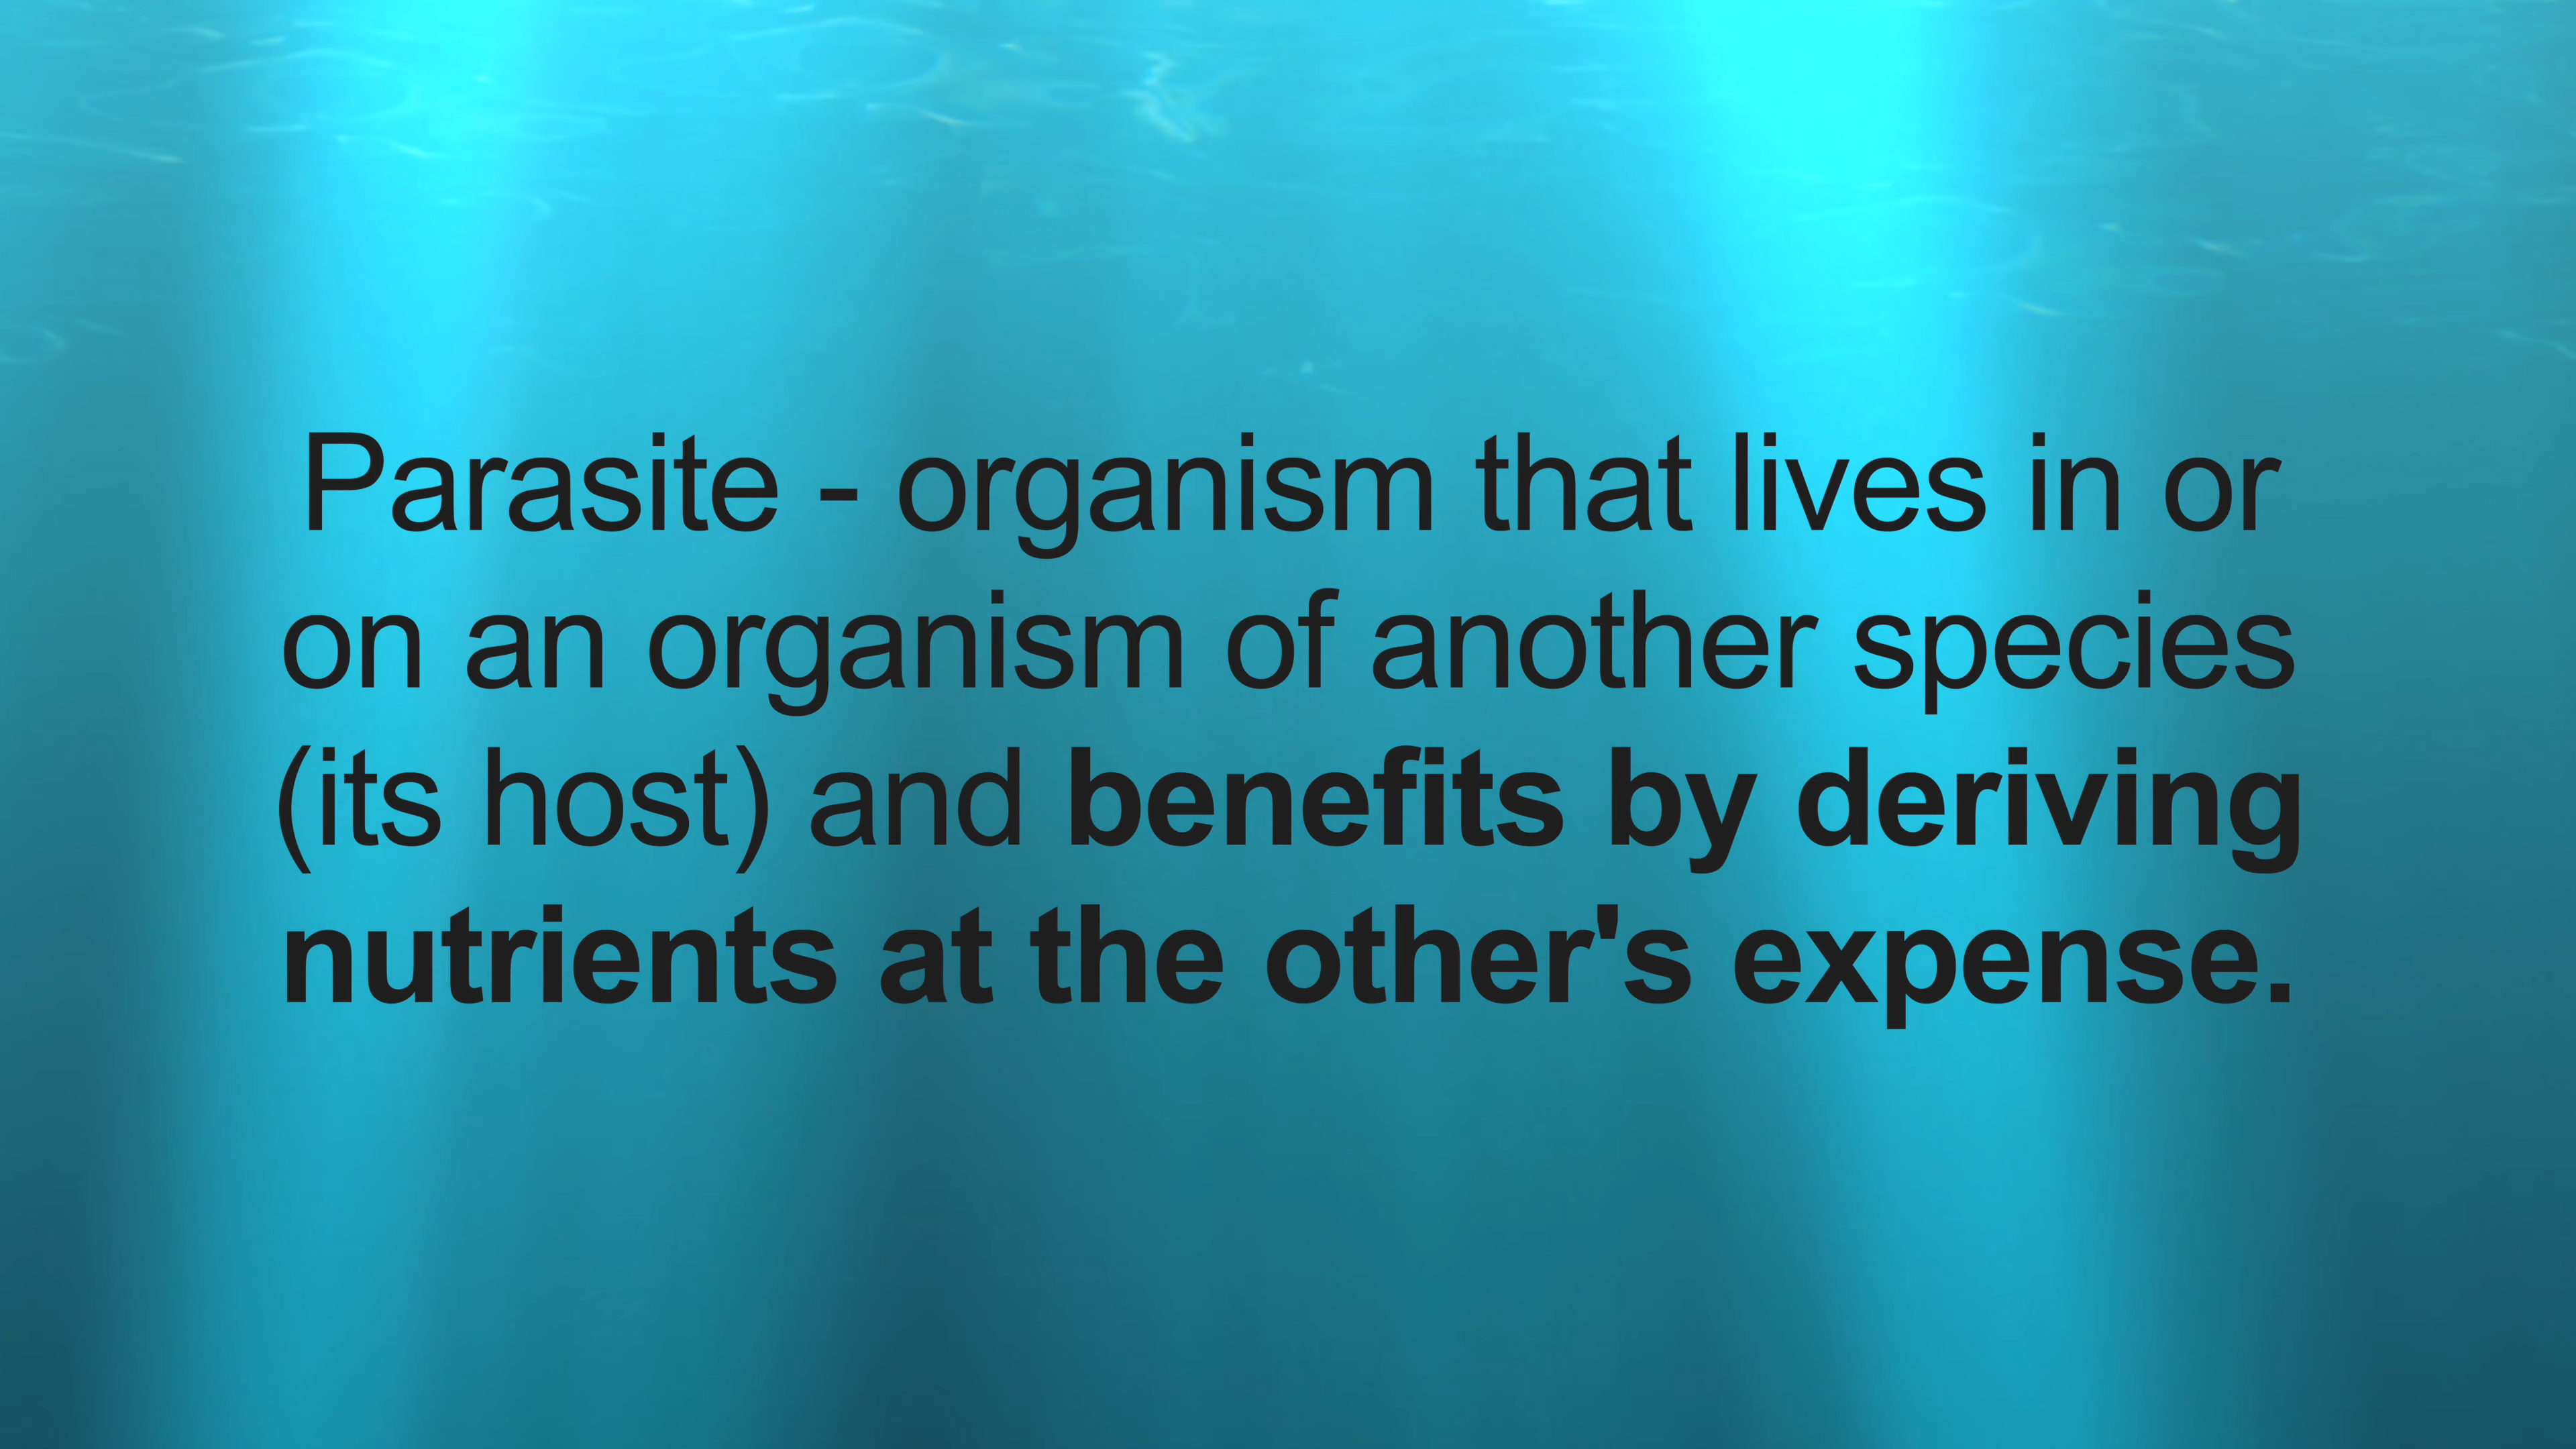 Parasite - organism that lives in or
on an organism of another species
(its host) and benefits by deriving
nutrients at the other's expense.